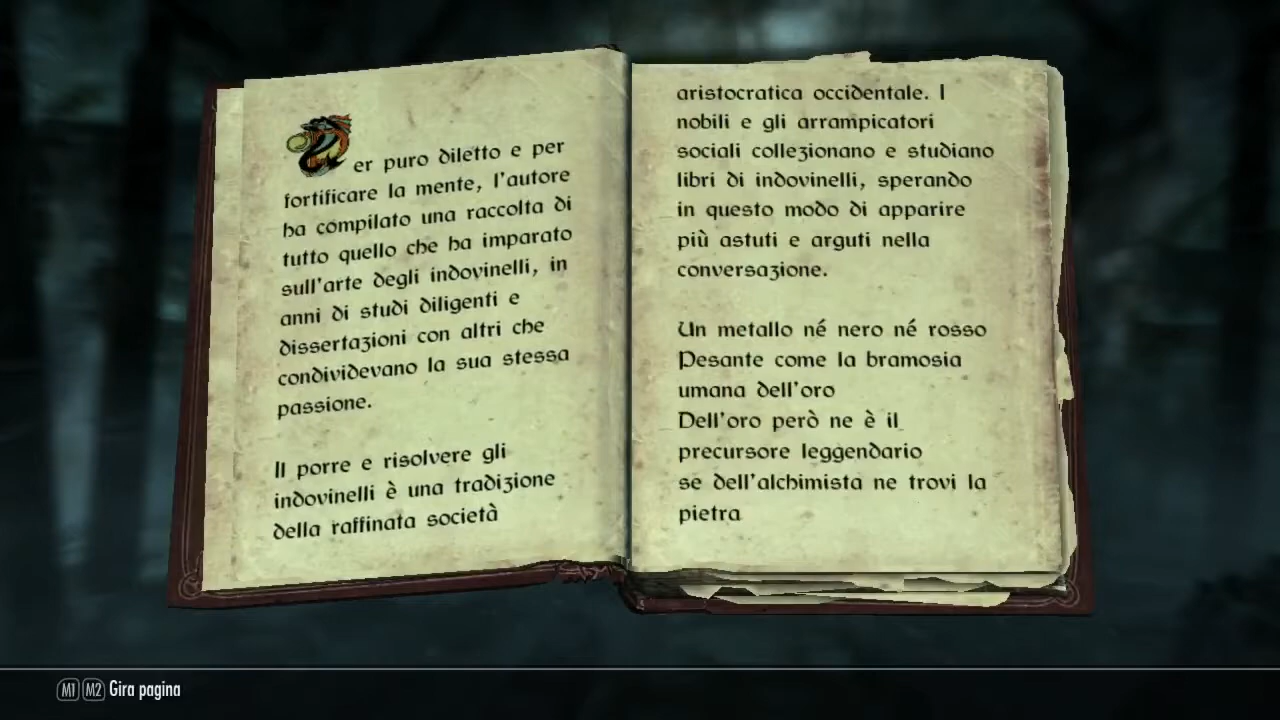 er puro diletto e per
fortificare la mente, l'autore
ha compilato una raccolta di
tutto quello che ha imparato
sull'arte degli indovinelli, in
anni di studi diligenti e
dissertazioni con altri che
condividevano la sua stessa
passione.
Il porre e risolvere gli
indovinelli è una tradizione
della raffinata società
aristocratica occidentale. I
nobili e gli arrampicatori
sociali collezionano e studiano
libri di indovinelli, sperando
in questo modo di apparire
più astuti e arguti nella
conversazione.
Un metallo né nero né rosso
Pesante come la bramosia
umana dell'oro
Dell'oro però ne è il
precursore leggendario
se dell'alchimista ne trovi la
pietra
M1 M2 Gira pagina